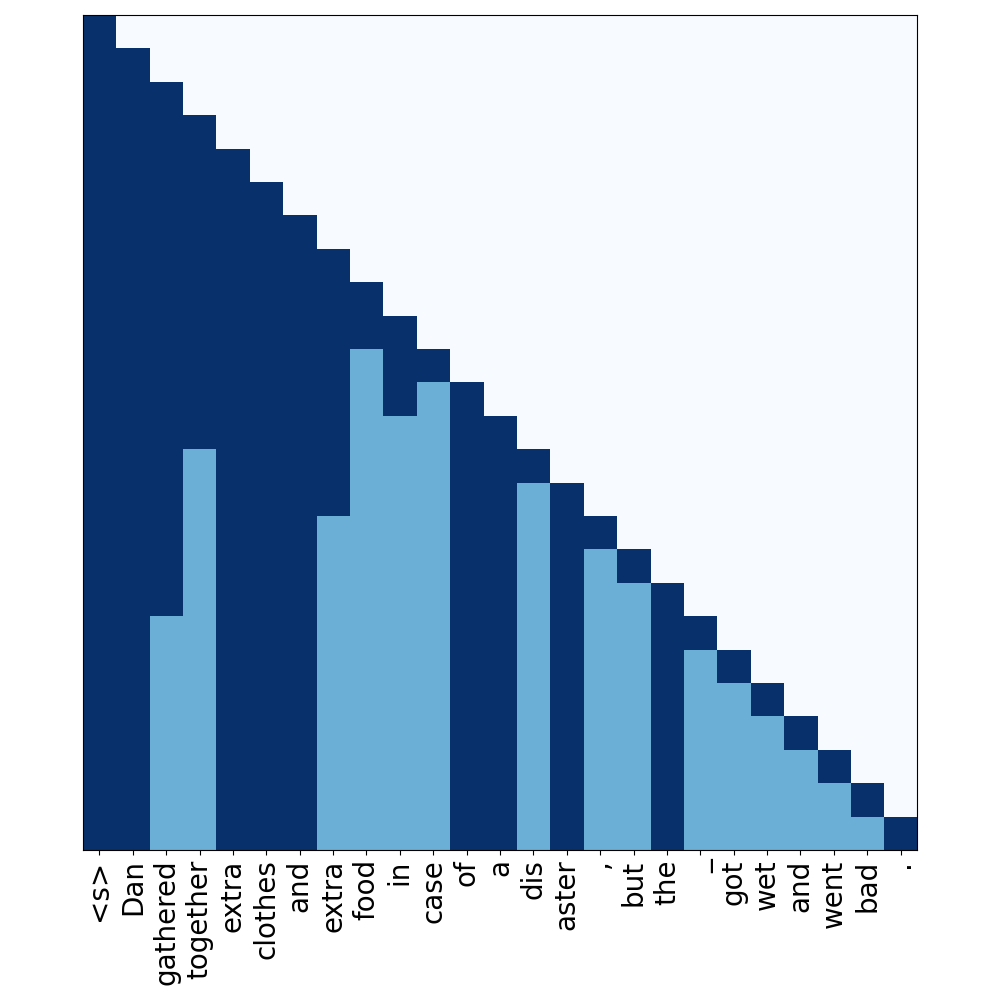 <s> Dan gathered together extra clothes and extra food in case of a dis aster , but the _ got wet and went bad .